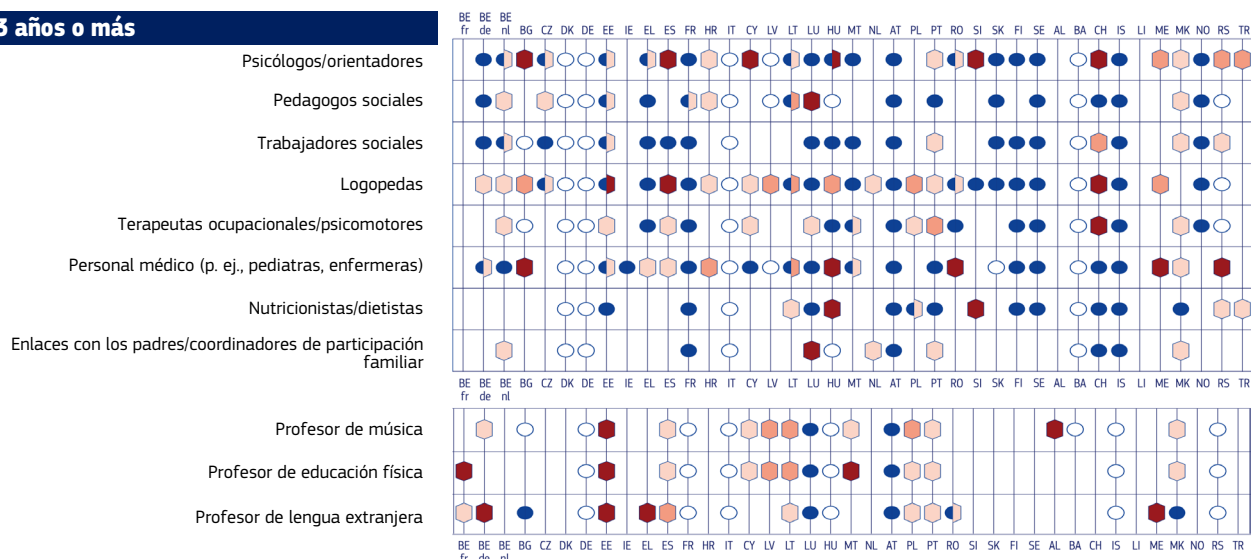 3 años o más
BE BE BE
fr de nl BG CZ DK DE EE IE EL ES FR HR IT CY LV LT LU HU MT NL AT PL PT RO SI SK FI SE AL BA CH IS LI ME MK NO RS TR
Psicólogos/orientadores
Pedagogos sociales
Trabajadores sociales
Logopedas
Terapeutas ocupacionales/psicomotores
Personal médico (p. ej., pediatras, enfermeras)
Nutricionistas/dietistas
Enlaces con los padres/coordinadores de participación
familiar
BE BE BE BG CZ DK DE EE IE EL ES FR HR IT CY LV LT LU HU MT NL AT PL PT RO SI SK FI SE AL BA CH IS LI ME MK NO RS TR
fr de nl
Profesor de música
Profesor de educación física
Profesor de lengua extranjera
BE BE BE BG CZ DK DE EE IE EL ES FR HR IT CY LV LT LU HU MT NL AT PL PT RO SI SK FI SE AL BA CH IS LI ME MK NO RS TR
fr de nl